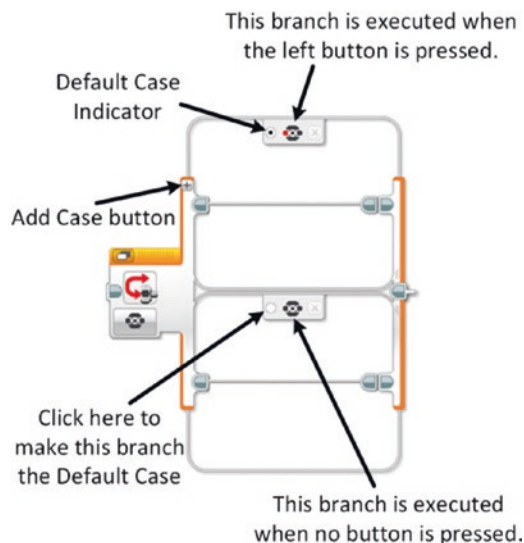 This branch is executed when
the left button is pressed.
Default Case
Indicator
Add Case button
Click here to
make this branch
the Default Case
This branch is executed
when no button is pressed.